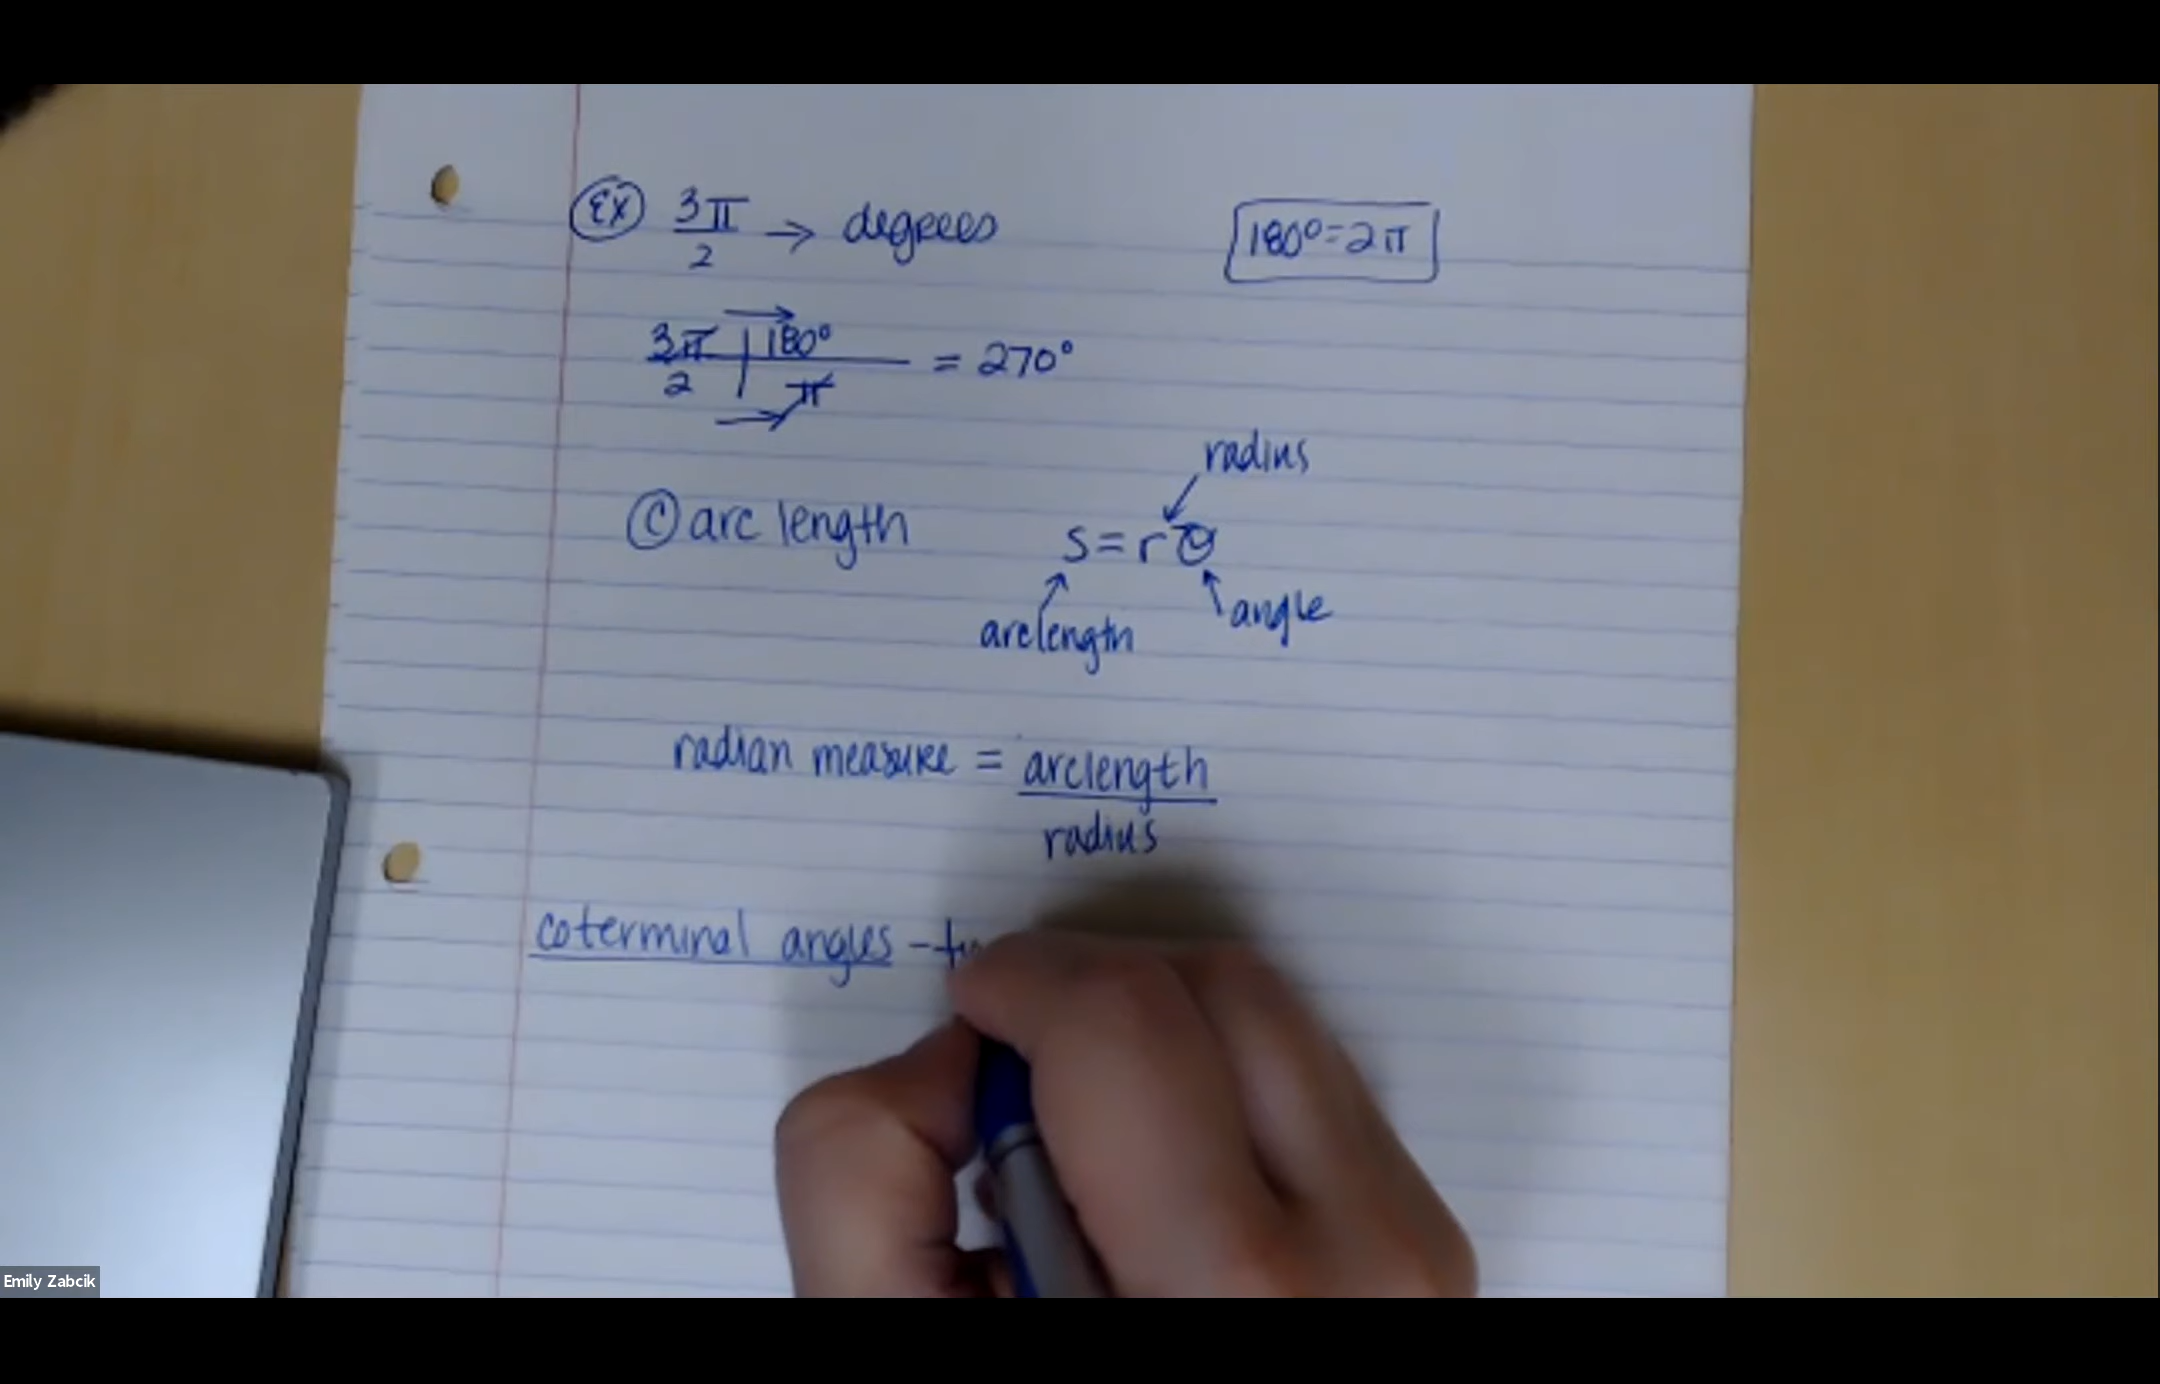 Ex 3π/2 → degrees
180° = 2π
3π/2 | 180°/π = 270°
radius
© arc length s = rθ
angle
arclength
radian measure = arclength
radius
coterminal angles -
Emily Zabcik